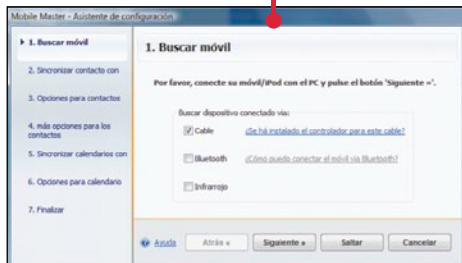 Mobile Master - Asistente de configuración
1. Buscar móvil
2. Sincronizar contacto con
3. Opciones para contactos
4. más opciones para los
contactos
5. Sincronizar calendarios con
6. Opciones para calendario
7. Finalizar
1. Buscar móvil
Por favor, conecte su móvil/iPod con el PC y pulse el botón 'Siguiente »'.
Buscar dispositivo conectado via:
Cable ¿Se há instalado el controlador para este cable?
Bluetooth ¿Cómo puedo conectar el móvil via Bluetooth?
Infrarrojo
Ayuda Atrás « Siguiente » Saltar Cancelar